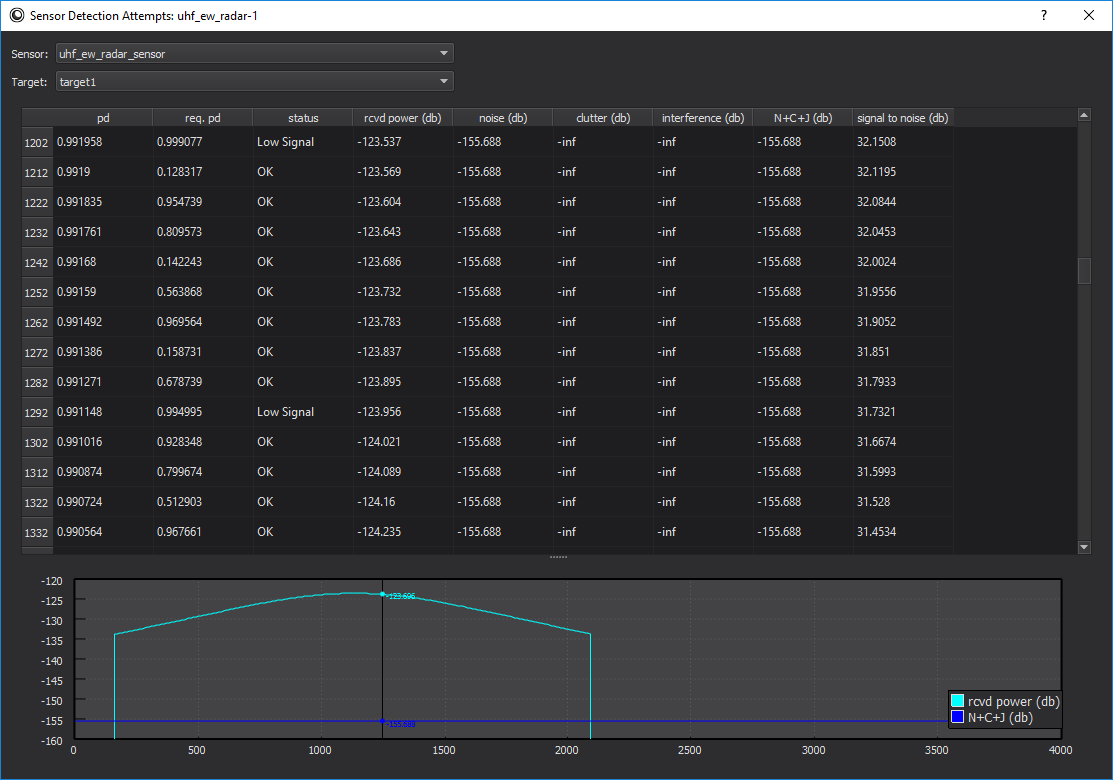 Sensor Detection Attempts: uhf_ew_radar-1 ?
Sensor: uhf_ew_radar_sensor
Target: target1
pd req. pd status rcvd power (db) noise (db) clutter (db) interference (db) N+C+J (db) signal to noise (db)
1202 0.991958 0.999077 Low Signal -123.537 -155.688 -inf -inf -155.688 32.1508
1212 0.9919 0.128317 OK -123.569 -155.688 -inf -inf -155.688 32.1195
1222 0.991835 0.954739 OK -123.604 -155.688 -inf -inf -155.688 32.0844
1232 0.991761 0.809573 OK -123.643 -155.688 -inf -inf -155.688 32.0453
1242 0.99168 0.142243 OK -123.686 -155.688 -inf -inf -155.688 32.0024
1252 0.99159 0.563868 OK -123.732 -155.688 -inf -inf -155.688 31.9556
1262 0.991492 0.969564 OK -123.783 -155.688 -inf -inf -155.688 31.9052
1272 0.991386 0.158731 OK -123.837 -155.688 -inf -inf -155.688 31.851
1282 0.991271 0.678739 OK -123.895 -155.688 -inf -inf -155.688 31.7933
1292 0.991148 0.994995 Low Signal -123.956 -155.688 -inf -inf -155.688 31.7321
1302 0.991016 0.928348 OK -124.021 -155.688 -inf -inf -155.688 31.6674
1312 0.990874 0.799674 OK -124.089 -155.688 -inf -inf -155.688 31.5993
1322 0.990724 0.512903 OK -124.16 -155.688 -inf -inf -155.688 31.528
1332 0.990564 0.967661 OK -124.235 -155.688 -inf -inf -155.688 31.4534
-120
-125
-123.696
-130
-135
-140
-145
-150
rcvd power (db)
-155
-155.688
N+C+J (db)
-160
0 500 1000 1500 2000 2500 3000 3500 4000